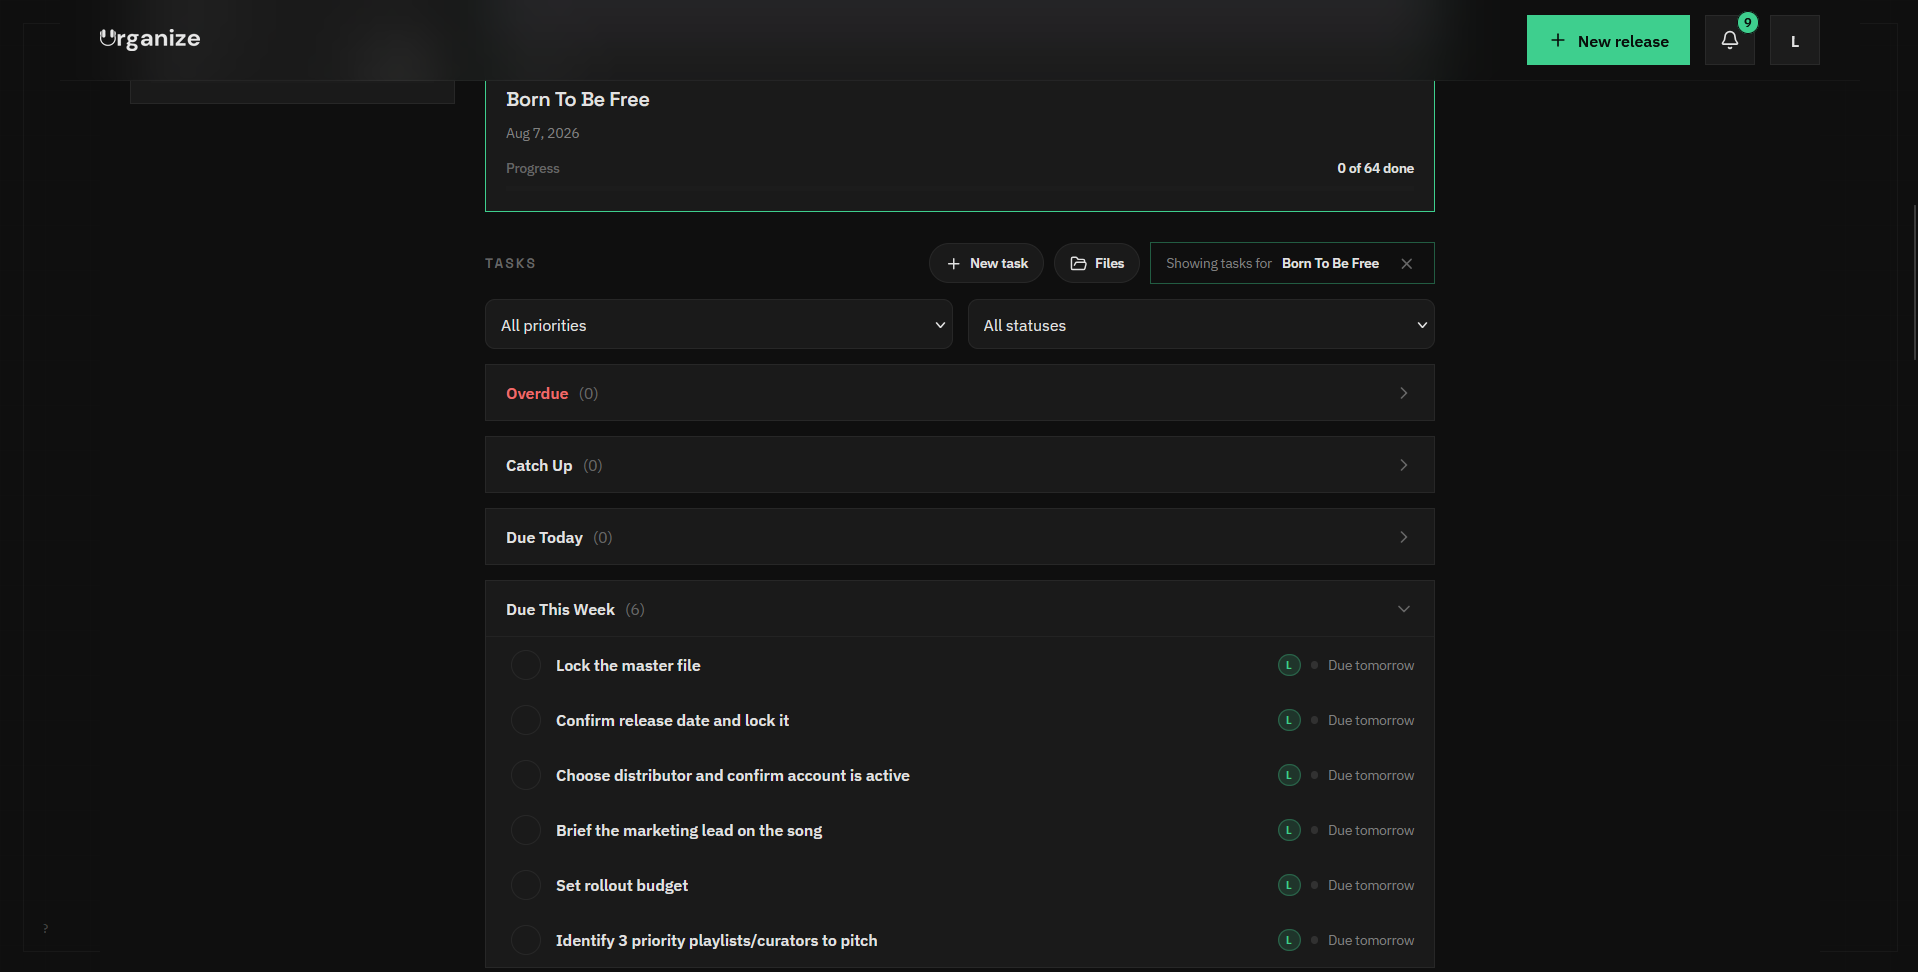 Urganize
New release
9
L
Born To Be Free
Aug 7, 2026
Progress
0 of 64 done
TASKS
New task
Files
Showing tasks for Born To Be Free
All priorities
All statuses
Overdue (0)
Catch Up (0)
Due Today (0)
Due This Week (6)
Lock the master file
L
Due tomorrow
Confirm release date and lock it
L
Due tomorrow
Choose distributor and confirm account is active
L
Due tomorrow
Brief the marketing lead on the song
L
Due tomorrow
Set rollout budget
L
Due tomorrow
Identify 3 priority playlists/curators to pitch
L
Due tomorrow
?